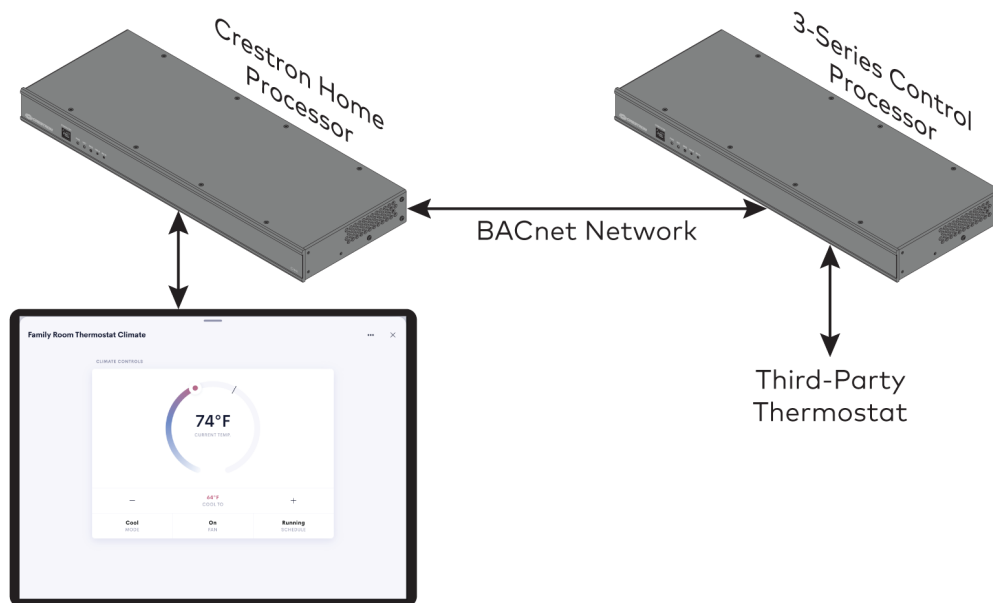 Crestron Home
Processor
3-Series Control
Processor
BACnet Network
Third-Party
Thermostat
Family Room Thermostat Climate
CLIMATE CONTROLS
74°F
CURRENT TEMP
68°F
COOL TO
Cool
MODE
On
FAN
Running
SCHEDULE